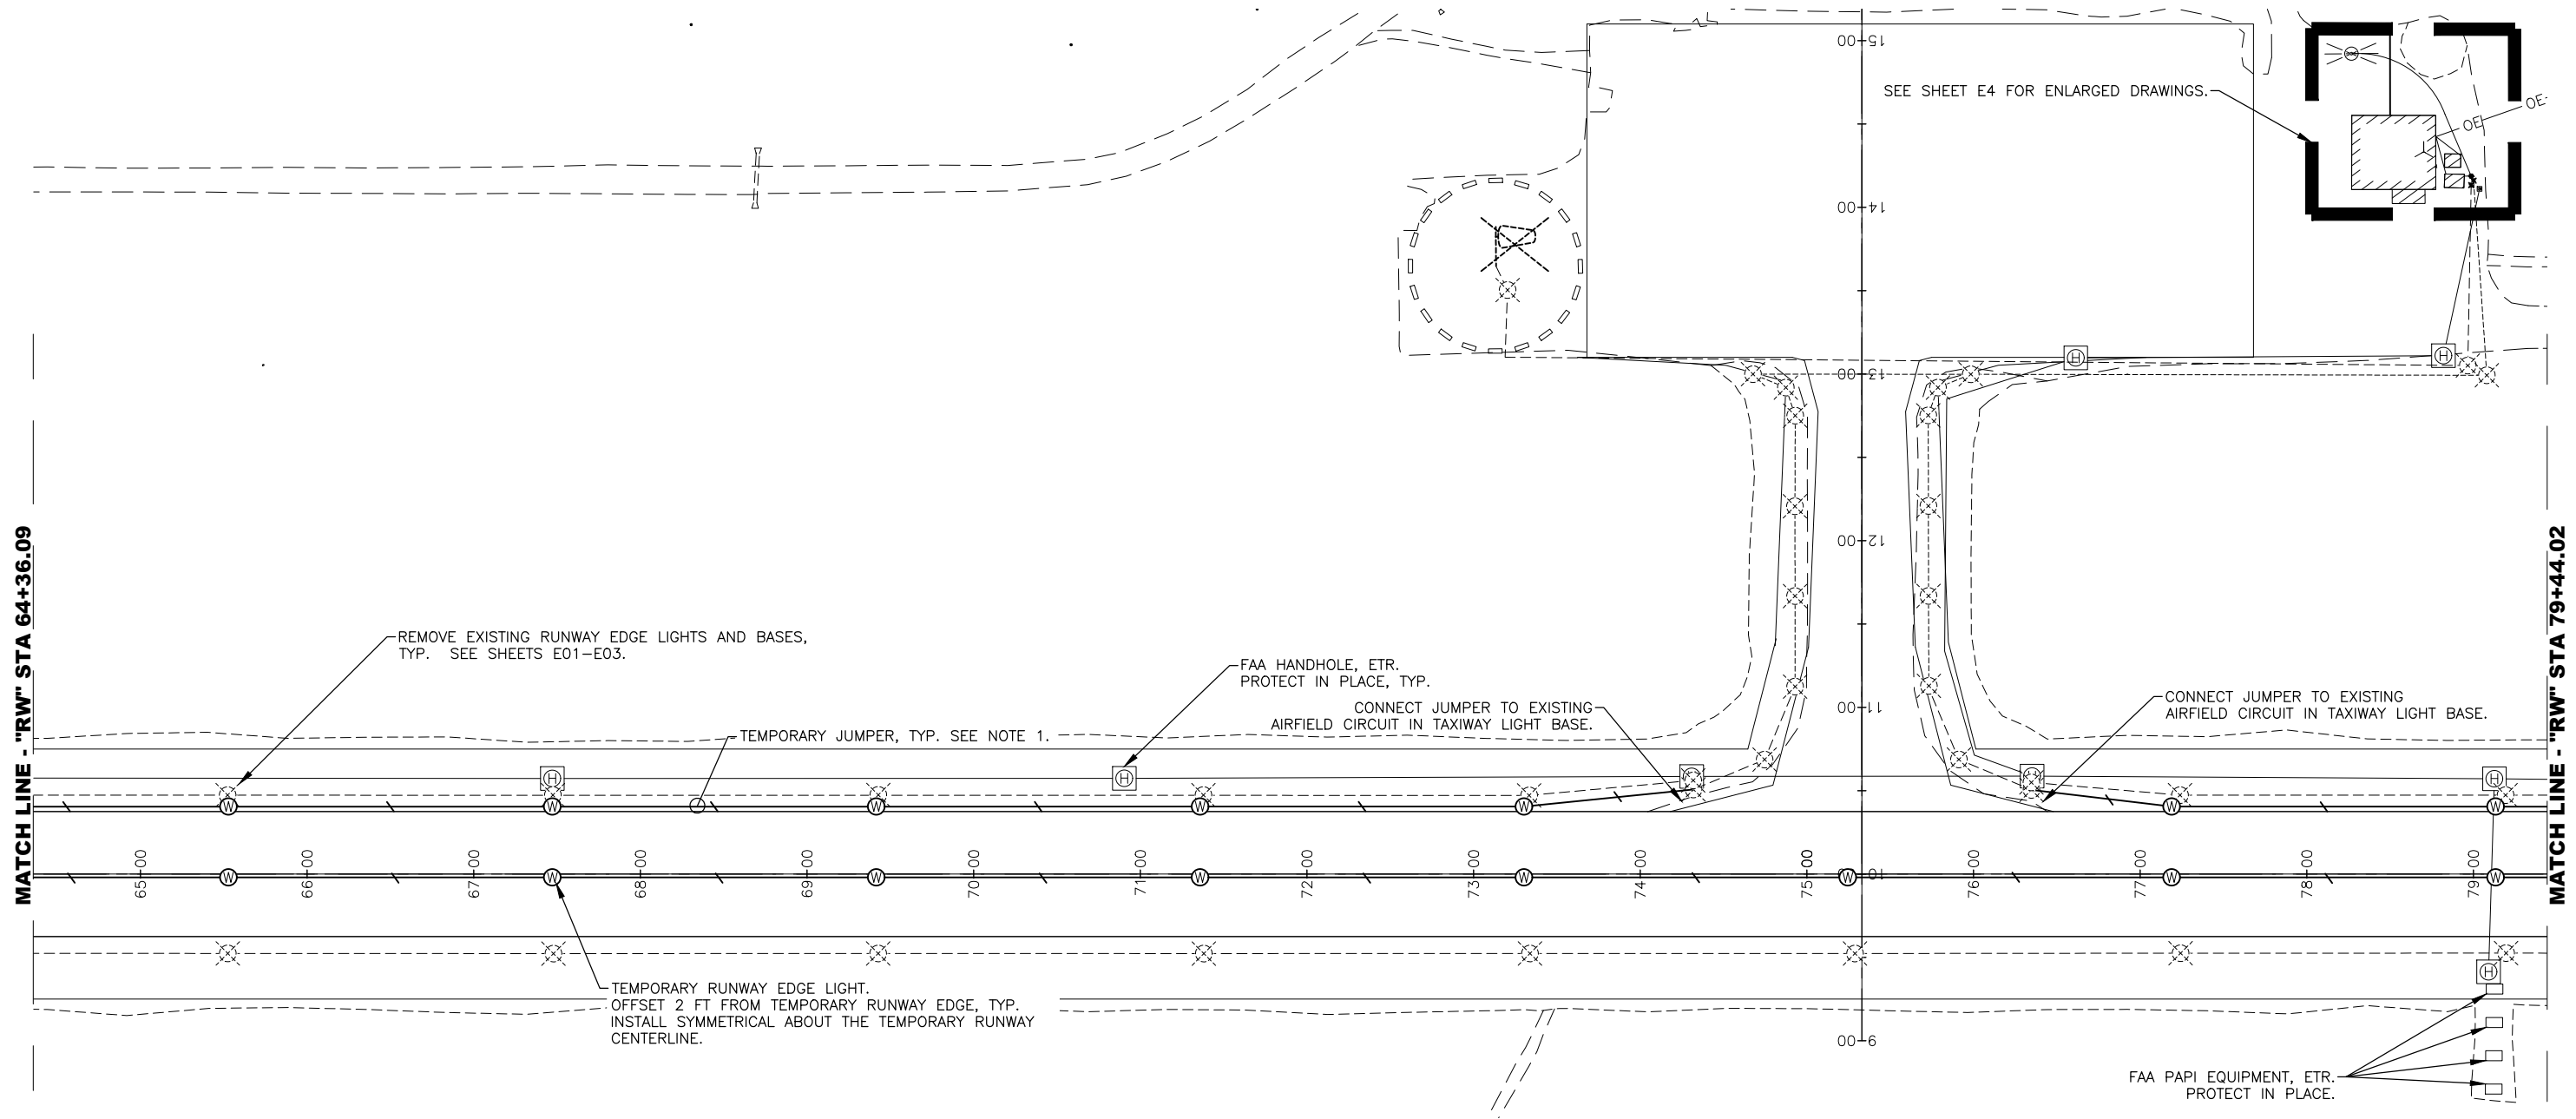 15+00
SEE SHEET E4 FOR ENLARGED DRAWINGS.
OE
OE
14+00
H
H
13+00
12+00
MATCH LINE - "RW" STA 64+36.09
MATCH LINE - "RW" STA 79+44.02
REMOVE EXISTING RUNWAY EDGE LIGHTS AND BASES,
TYP. SEE SHEETS E01-E03.
FAA HANDHOLE, ETR.
PROTECT IN PLACE, TYP.
CONNECT JUMPER TO EXISTING
AIRFIELD CIRCUIT IN TAXIWAY LIGHT BASE.
11+00
CONNECT JUMPER TO EXISTING
AIRFIELD CIRCUIT IN TAXIWAY LIGHT BASE.
TEMPORARY JUMPER, TYP. SEE NOTE 1.
H
H
H
H
H
W
W
W
W
W
W
W
65+00
66+00
67+00
68+00
69+00
70+00
71+00
72+00
73+00
74+00
75+00
10
76+00
77+00
78+00
79+00
W
W
W
W
W
W
W
W
TEMPORARY RUNWAY EDGE LIGHT.
OFFSET 2 FT FROM TEMPORARY RUNWAY EDGE, TYP.
INSTALL SYMMETRICAL ABOUT THE TEMPORARY RUNWAY
CENTERLINE.
H
9+00
FAA PAPI EQUIPMENT, ETR.
PROTECT IN PLACE.